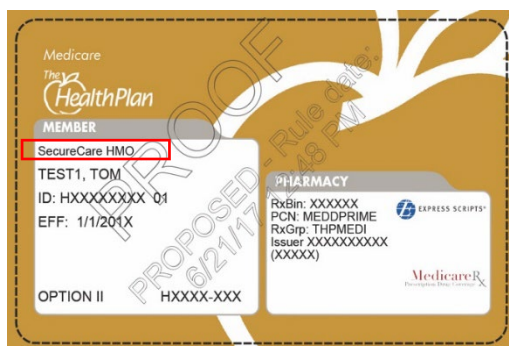 Medicare
The
HealthPlan
MEMBER
SecureCare HMO
TEST1, TOM
ID: HXXXXXXXX 01
EFF: 1/1/201X
OPTION II HXXXX-XXX
PHARMACY
RxBin: XXXXXX
PCN: MEDDPRIME
RxGrp: THPMEDI
Issuer XXXXXXXXXX
(XXXXX)
EXPRESS SCRIPTS®
MedicareRx
Prescription Drug Coverage
PROOF
PROPOSED - Rule date:
6/21/17 12:48 PM